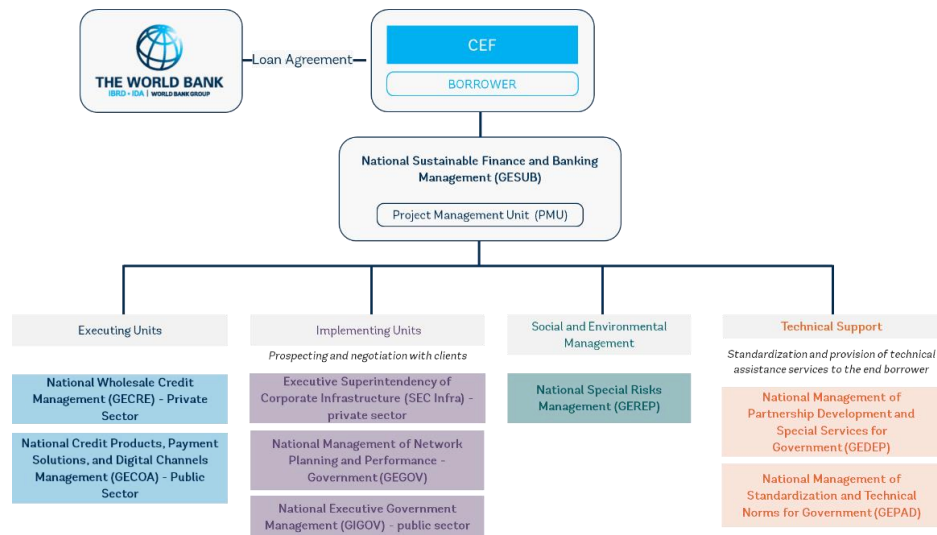 THE WORLD BANK
IBRD • IDA | WORLD BANK GROUP
Loan Agreement
CEF
BORROWER
National Sustainable Finance and Banking
Management (GESUB)
Project Management Unit (PMU)
Executing Units
National Wholesale Credit
Management (GECRE) - Private
Sector
National Credit Products, Payment
Solutions, and Digital Channels
Management (GECOA) - Public
Sector
Implementing Units
Prospecting and negotiation with clients
Executive Superintendency of
Corporate Infrastructure (SEC Infra) -
private sector
National Management of Network
Planning and Performance -
Government (GEGOV)
National Executive Government
Management (GIGOV) - public sector
Social and Environmental
Management
National Special Risks
Management (GEREP)
Technical Support
Standardization and provision of technical
assistance services to the end borrower
National Management of
Partnership Development and
Special Services for
Government (GEDEP)
National Management of
Standardization and Technical
Norms for Government (GEPAD)